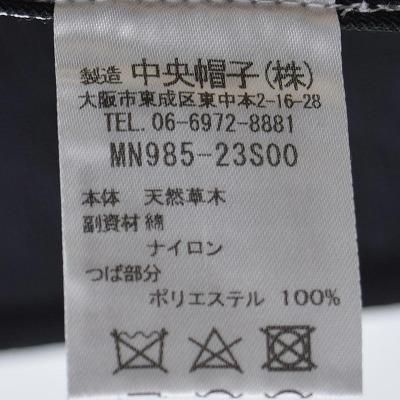 製造 中央帽子(株)
大阪市東成区東中本2-16-28
TEL. 06-6972-8881
MN985-23S00
本体 天然草木
副資材 綿
ナイロン
つば部分
ポリエステル 100%